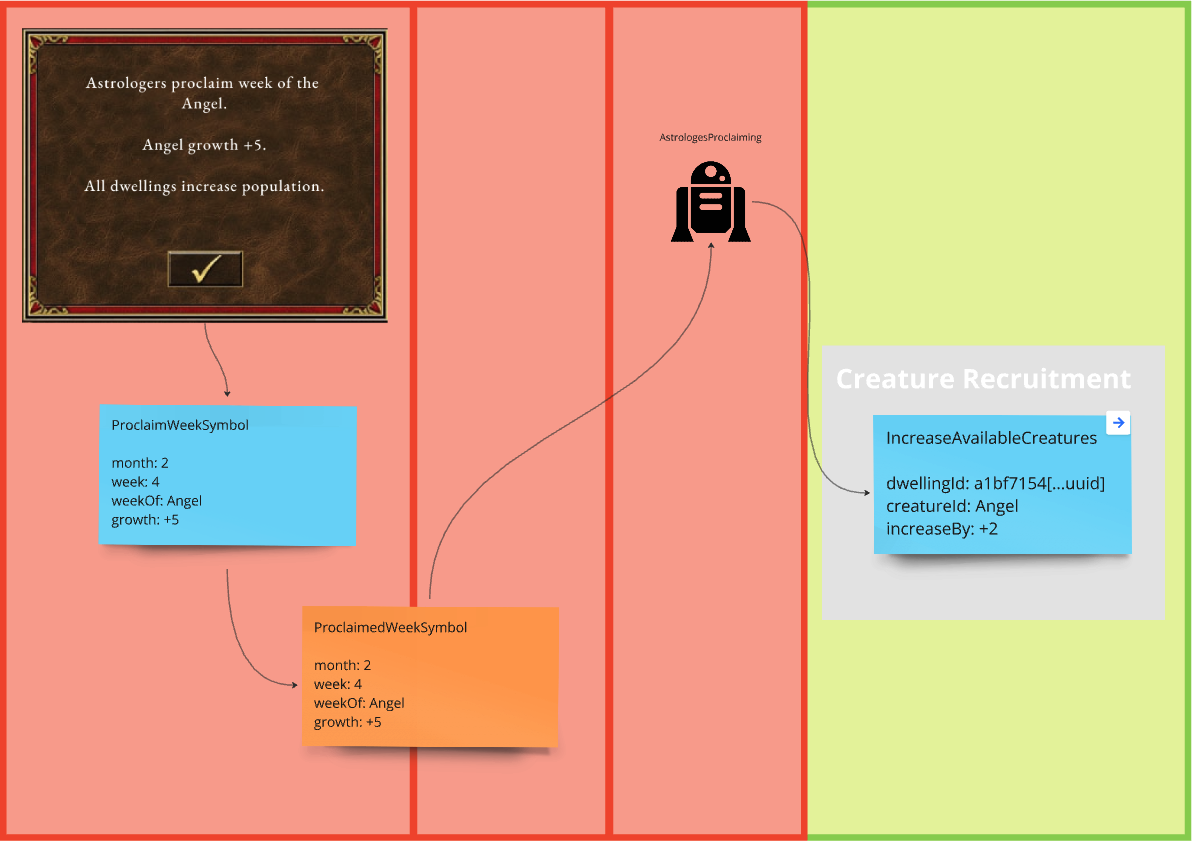 Astrologers proclaim week of the
Angel.
Angel growth +5.
All dwellings increase population.
AstrologesProclaiming
ProclaimWeekSymbol
month: 2
week: 4
weekOf: Angel
growth: +5
ProclaimedWeekSymbol
month: 2
week: 4
weekOf: Angel
growth: +5
Creature Recruitment
IncreaseAvailableCreatures
dwellingId: a1bf7154[...uuid]
creatureId: Angel
increaseBy: +2